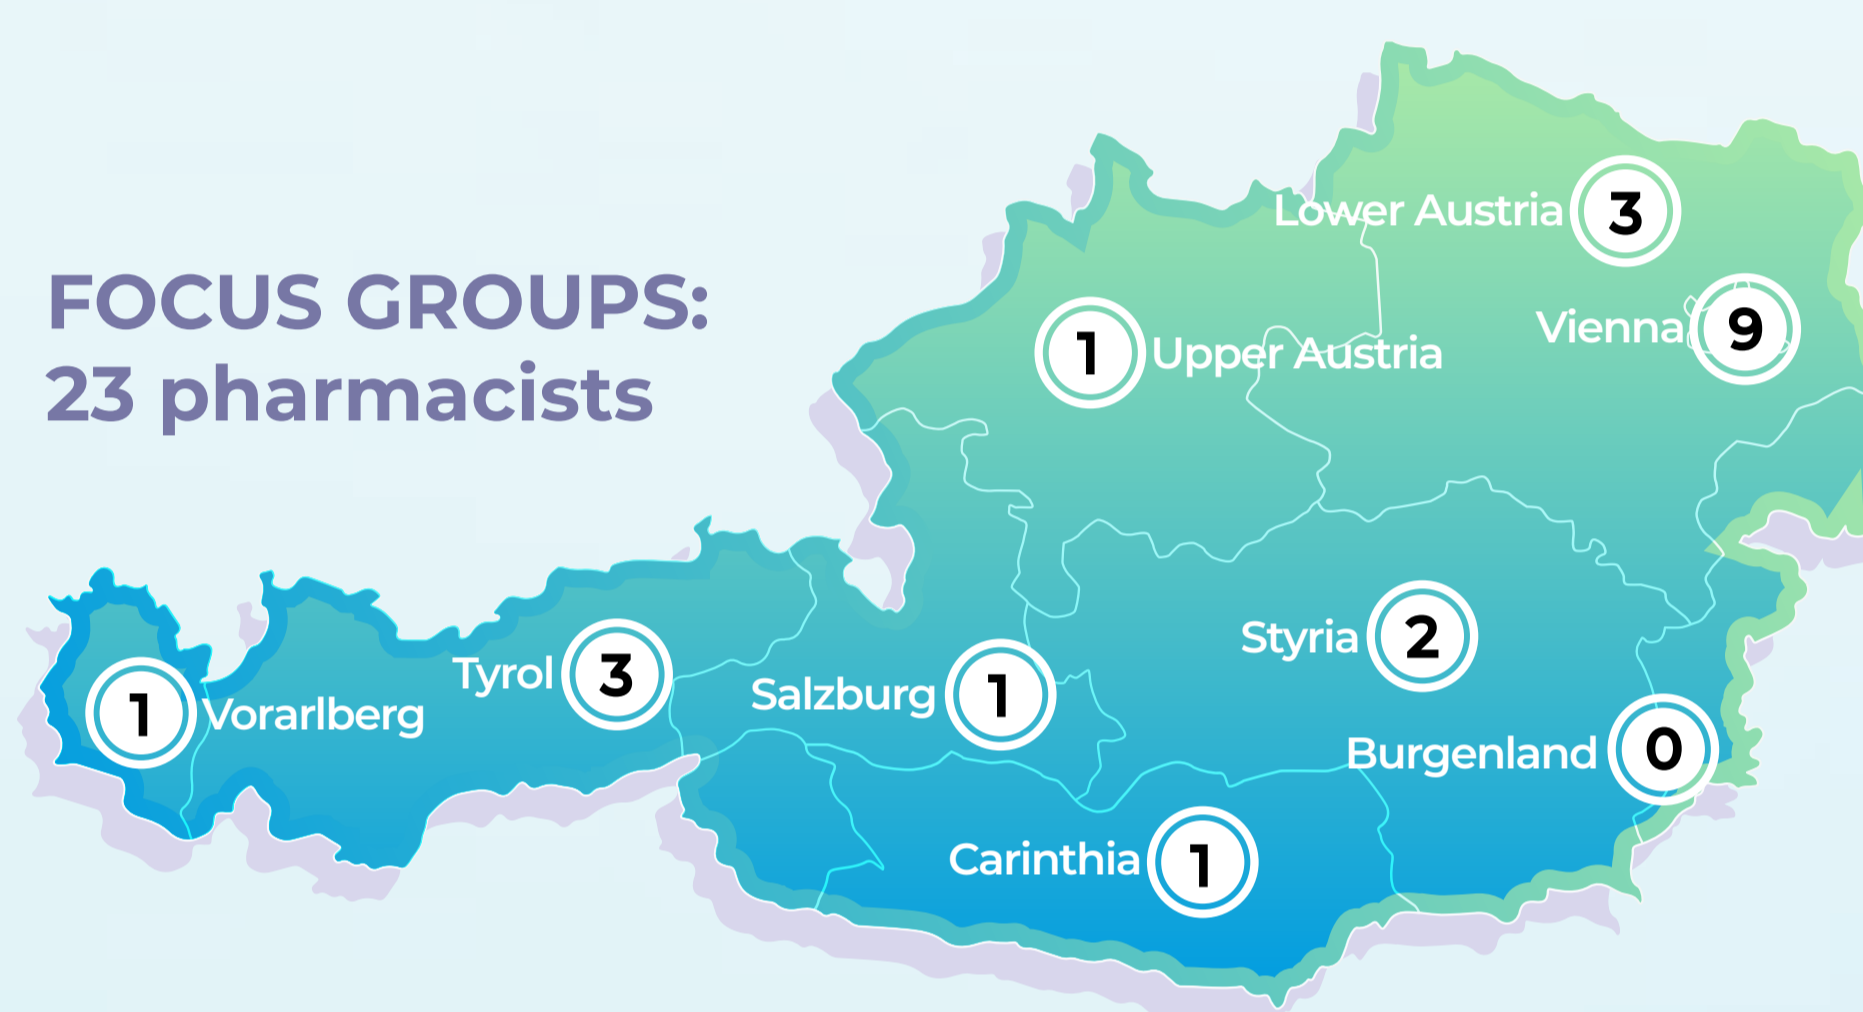 FOCUS GROUPS:
23 pharmacists
Lower Austria 3
Vienna 9
1 Upper Austria
Styria 2
Tyrol 3
Salzburg 1
1 Vorarlberg
Burgenland 0
Carinthia 1